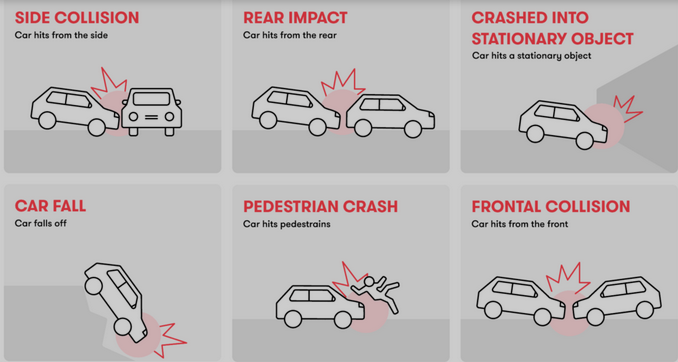 SIDE COLLISION
Car hits from the side
REAR IMPACT
Car hits from the rear
CRASHED INTO
STATIONARY OBJECT
Car hits a stationary object
CAR FALL
Car falls off
PEDESTRIAN CRASH
Car hits pedestrains
FRONTAL COLLISION
Car hits from the front